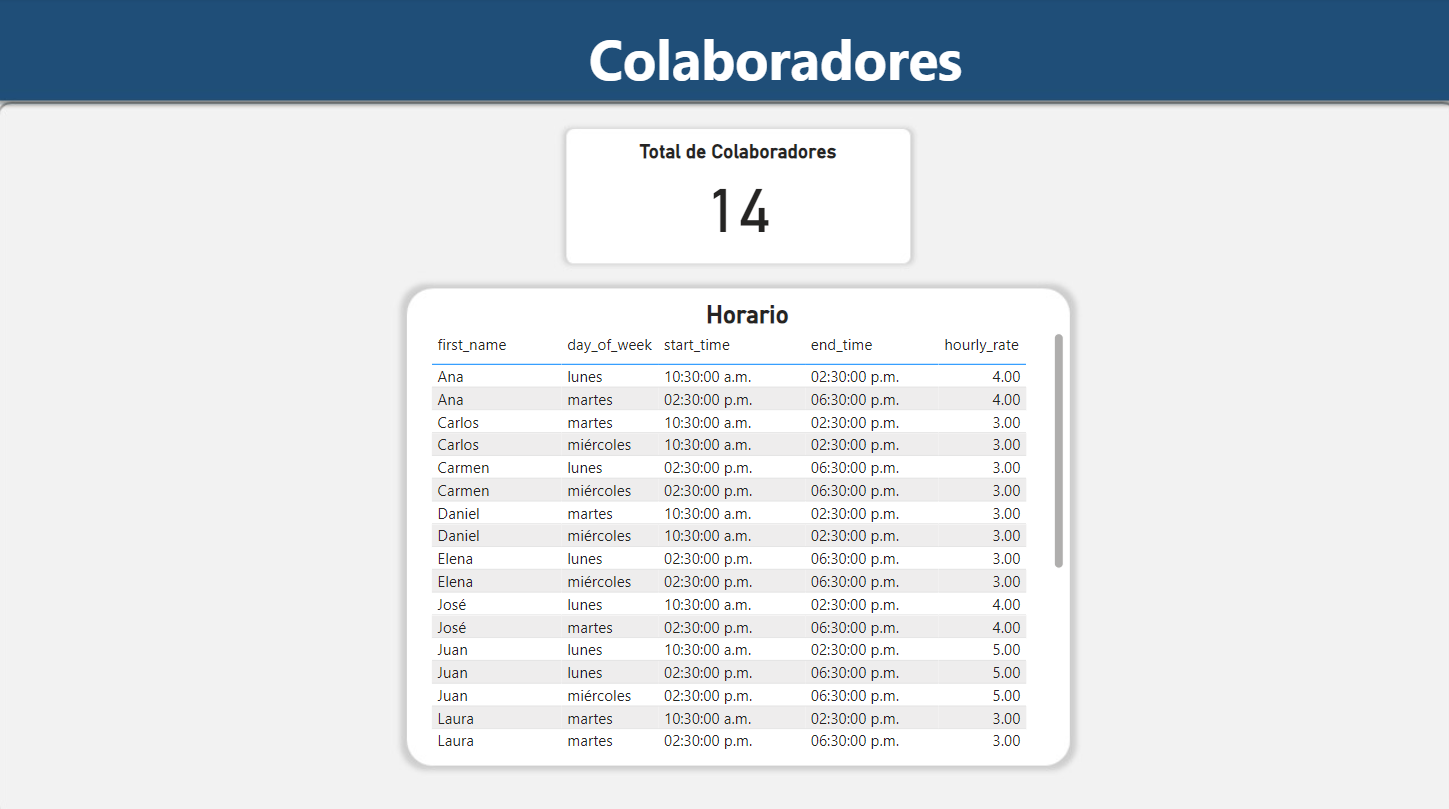 Colaboradores
Total de Colaboradores
14
Horario
first_name day_of_week start_time end_time hourly_rate
Ana lunes 10:30:00 a.m. 02:30:00 p.m. 4.00
Ana martes 02:30:00 p.m. 06:30:00 p.m. 4.00
Carlos martes 10:30:00 a.m. 02:30:00 p.m. 3.00
Carlos miércoles 10:30:00 a.m. 02:30:00 p.m. 3.00
Carmen lunes 02:30:00 p.m. 06:30:00 p.m. 3.00
Carmen miércoles 02:30:00 p.m. 06:30:00 p.m. 3.00
Daniel martes 10:30:00 a.m. 02:30:00 p.m. 3.00
Daniel miércoles 10:30:00 a.m. 02:30:00 p.m. 3.00
Elena lunes 02:30:00 p.m. 06:30:00 p.m. 3.00
Elena miércoles 02:30:00 p.m. 06:30:00 p.m. 3.00
José lunes 10:30:00 a.m. 02:30:00 p.m. 4.00
José martes 02:30:00 p.m. 06:30:00 p.m. 4.00
Juan lunes 10:30:00 a.m. 02:30:00 p.m. 5.00
Juan lunes 02:30:00 p.m. 06:30:00 p.m. 5.00
Juan miércoles 02:30:00 p.m. 06:30:00 p.m. 5.00
Laura martes 10:30:00 a.m. 02:30:00 p.m. 3.00
Laura martes 02:30:00 p.m. 06:30:00 p.m. 3.00